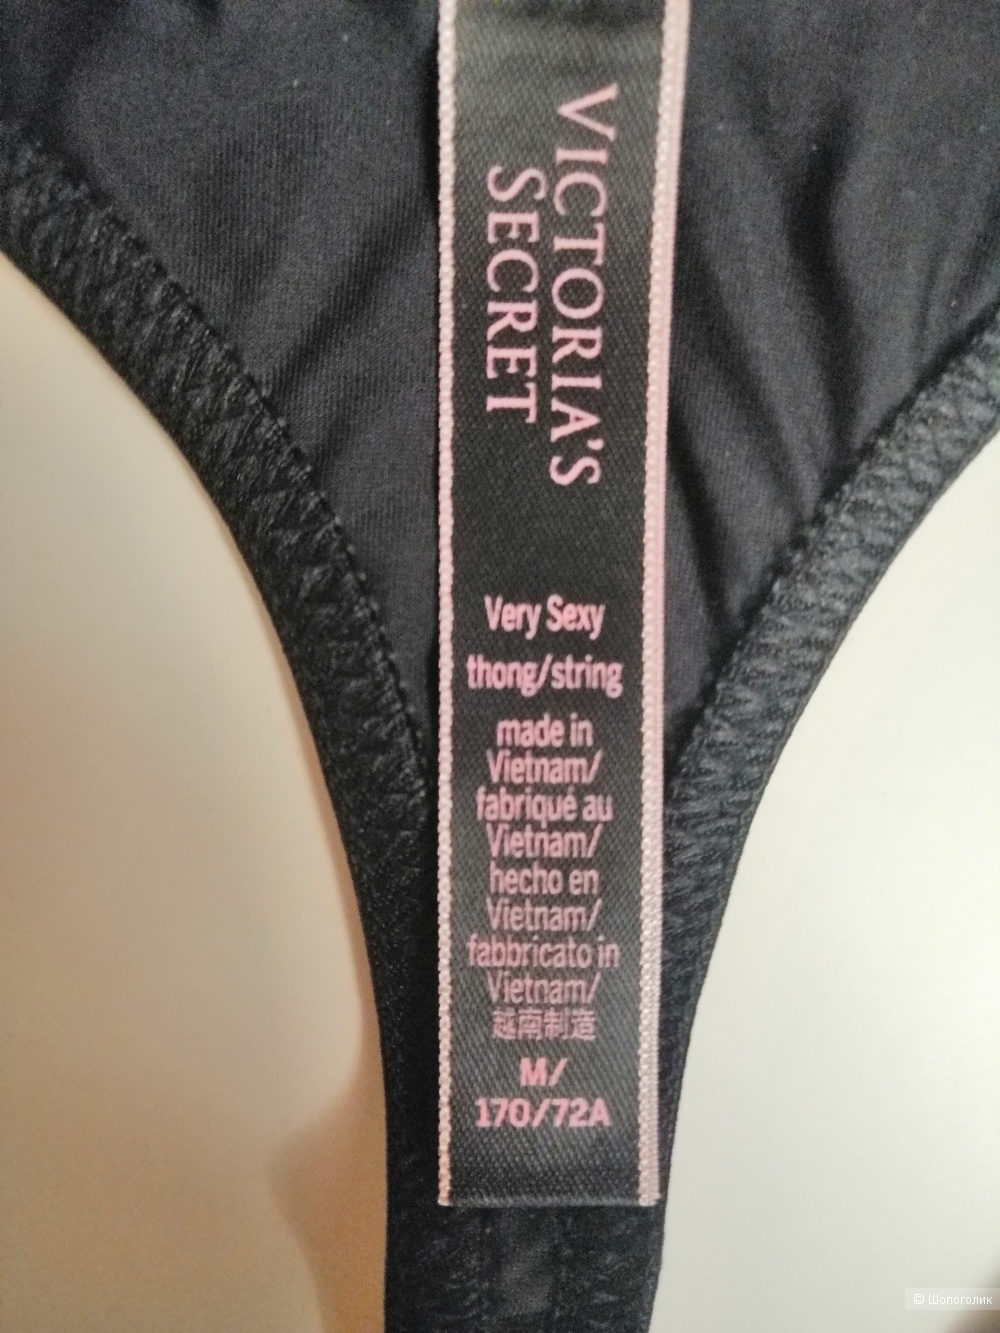 VICTORIA'S
SECRET
Very Sexy
thong/string
made in
Vietnam/
fabriqué au
Vietnam/
hecho en
Vietnam/
fabbricato in
Vietnam/
越南制造
M/
170/72A
© Шопоголик